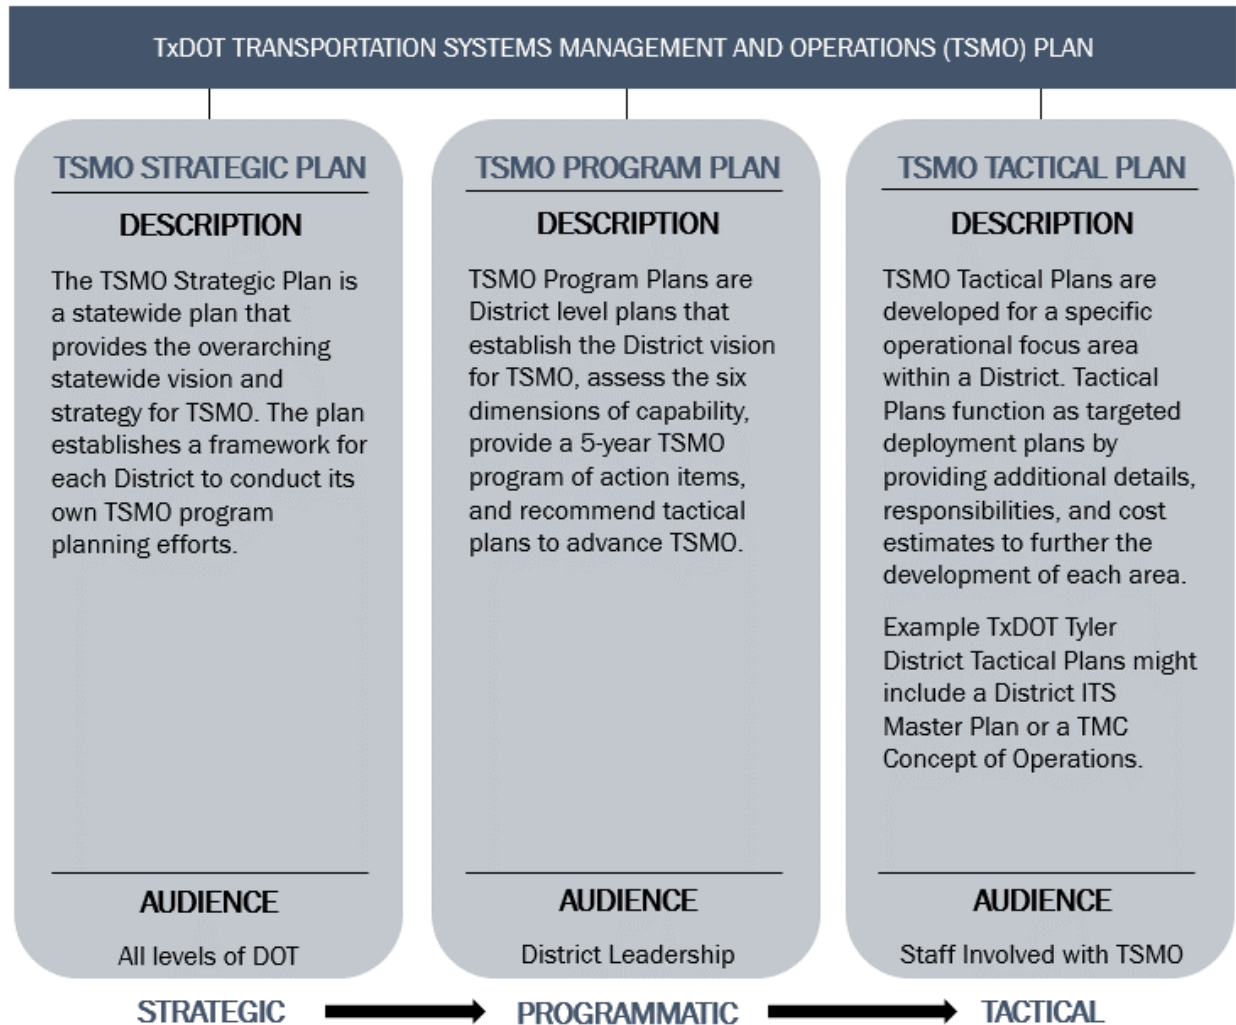 TxDOT TRANSPORTATION SYSTEMS MANAGEMENT AND OPERATIONS (TSMO) PLAN
TSMO STRATEGIC PLAN
DESCRIPTION
The TSMO Strategic Plan is
a statewide plan that
provides the overarching
statewide vision and
strategy for TSMO. The plan
establishes a framework for
each District to conduct its
own TSMO program
planning efforts.
AUDIENCE
All levels of DOT
TSMO PROGRAM PLAN
DESCRIPTION
TSMO Program Plans are
District level plans that
establish the District vision
for TSMO, assess the six
dimensions of capability,
provide a 5-year TSMO
program of action items,
and recommend tactical
plans to advance TSMO.
AUDIENCE
District Leadership
TSMO TACTICAL PLAN
DESCRIPTION
TSMO Tactical Plans are
developed for a specific
operational focus area
within a District. Tactical
Plans function as targeted
deployment plans by
providing additional details,
responsibilities, and cost
estimates to further the
development of each area.
Example TxDOT Tyler
District Tactical Plans might
include a District ITS
Master Plan or a TMC
Concept of Operations.
AUDIENCE
Staff Involved with TSMO
STRATEGIC
PROGRAMMATIC
TACTICAL